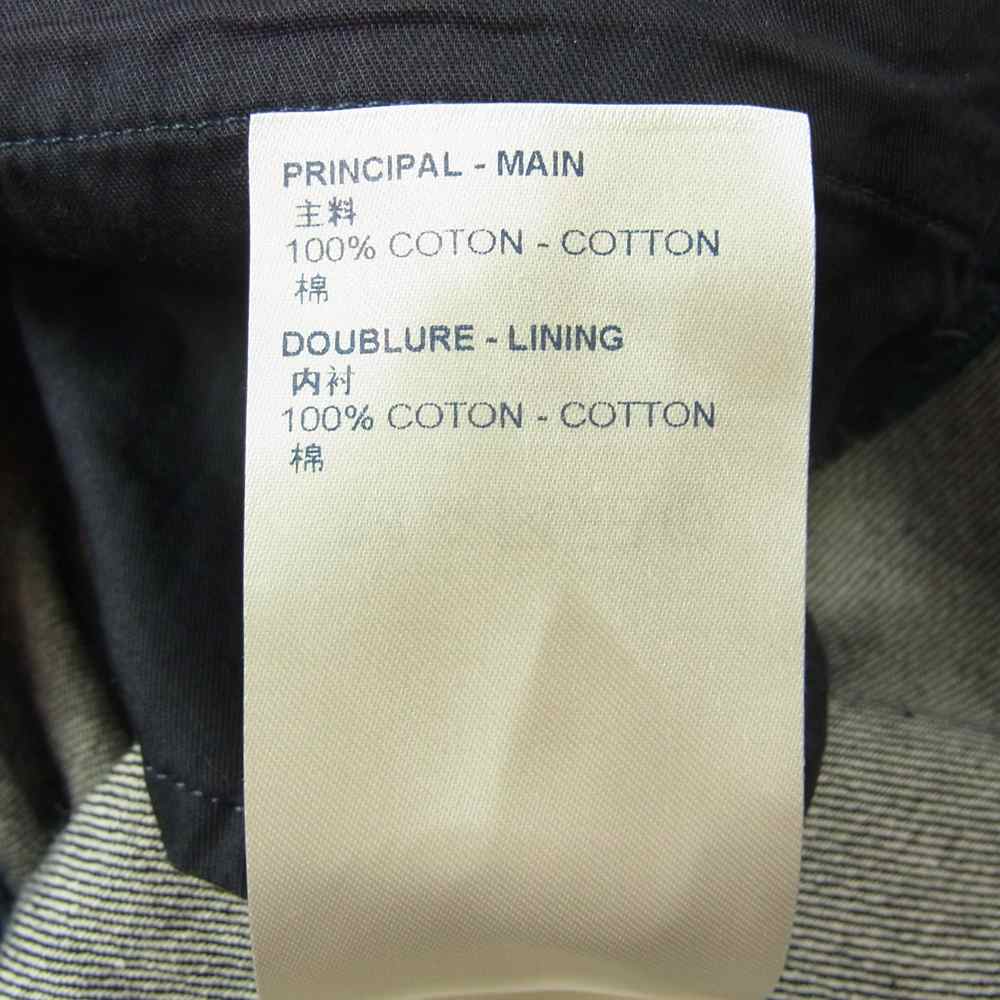 PRINCIPAL - MAIN
主料
100% COTON - COTTON
棉
DOUBLURE - LINING
内衬
100% COTON - COTTON
棉